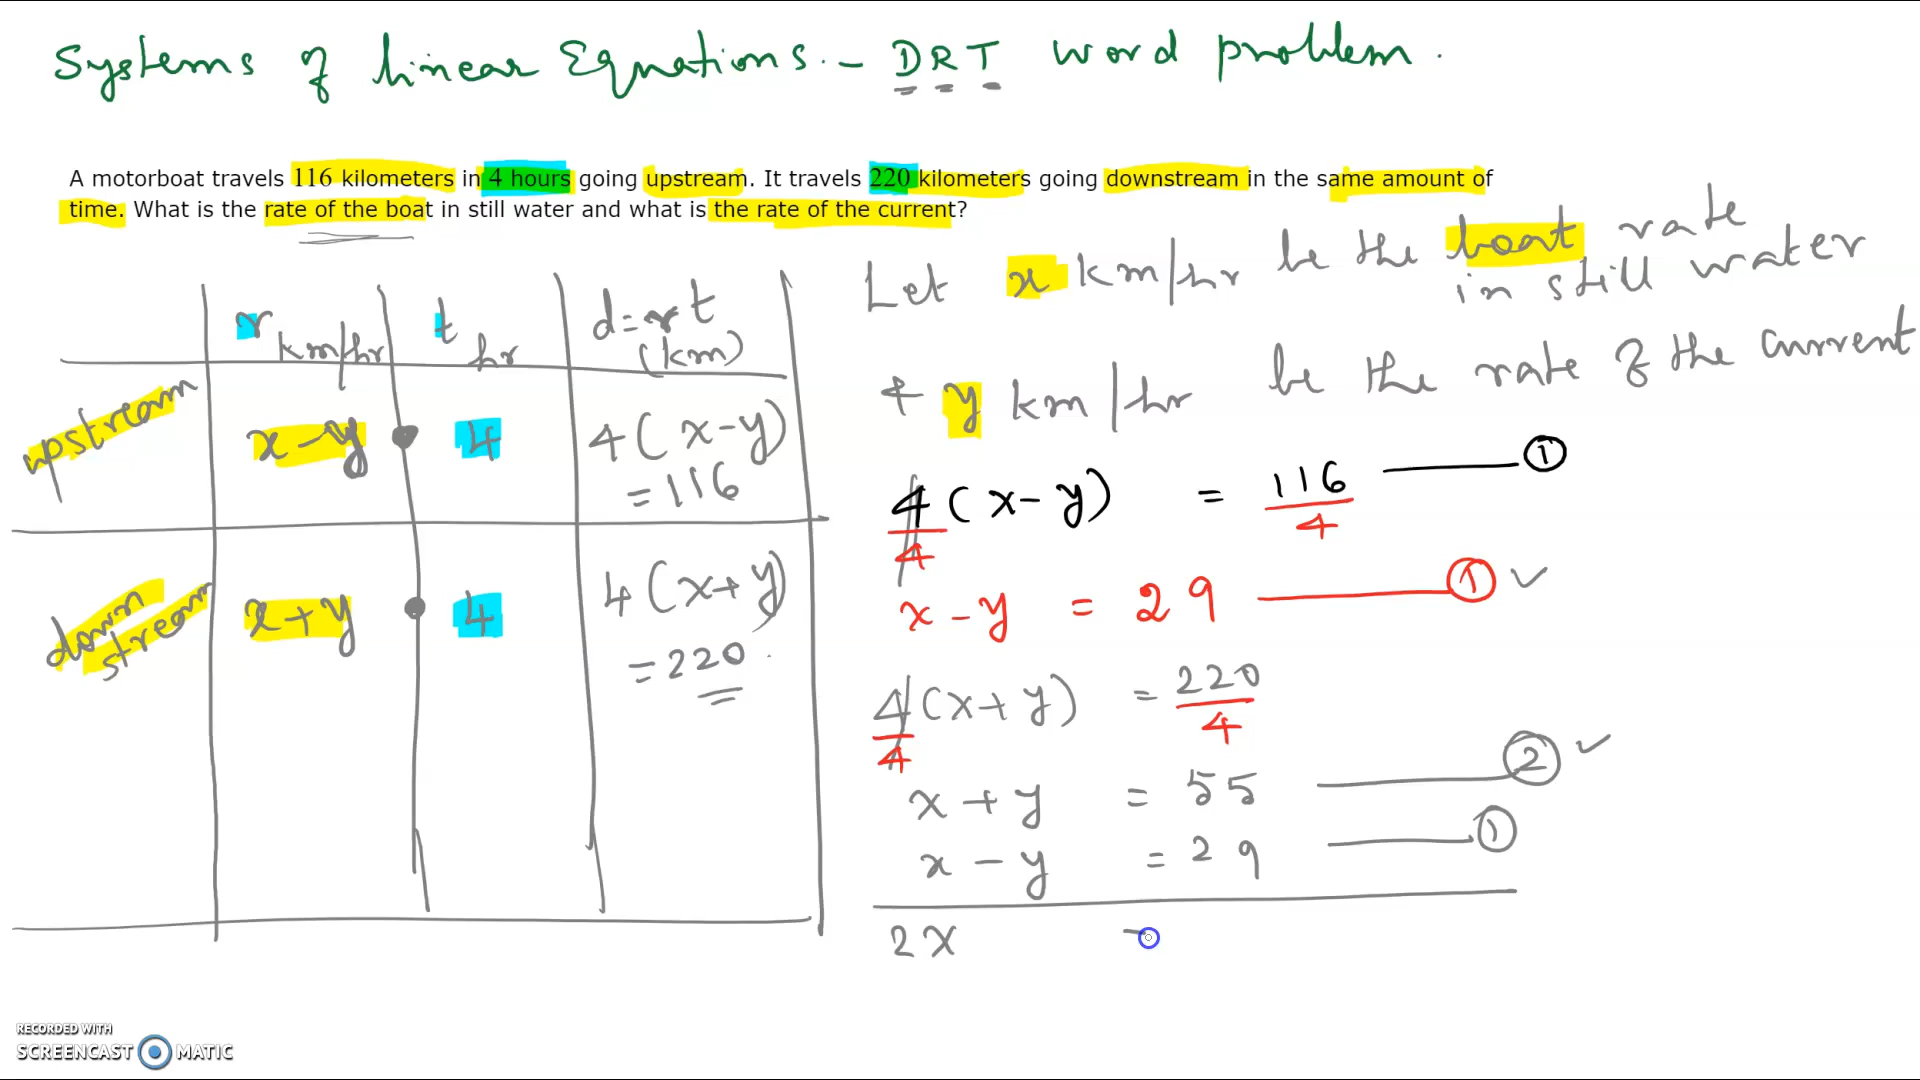 Systems of linear Equations. - DRT word problem.
A motorboat travels 116 kilometers in 4 hours going upstream. It travels 220 kilometers going downstream in the same amount of
time. What is the rate of the boat in still water and what is the rate of the current?
r km/hr t hr d=rt (km)
upstream x-y 4 4(x-y)
=116
down stream x+y 4 4(x+y)
=220
Let x km/hr be the boat rate
in still water
& y km/hr be the rate of the current
4(x-y) = 116 ①
4 4
x-y = 29 ① ✓
4(x+y) = 220
4 4
x+y = 55 ② ✓
x-y = 29 ①
2x =
RECORDED WITH
SCREENCAST MATIC